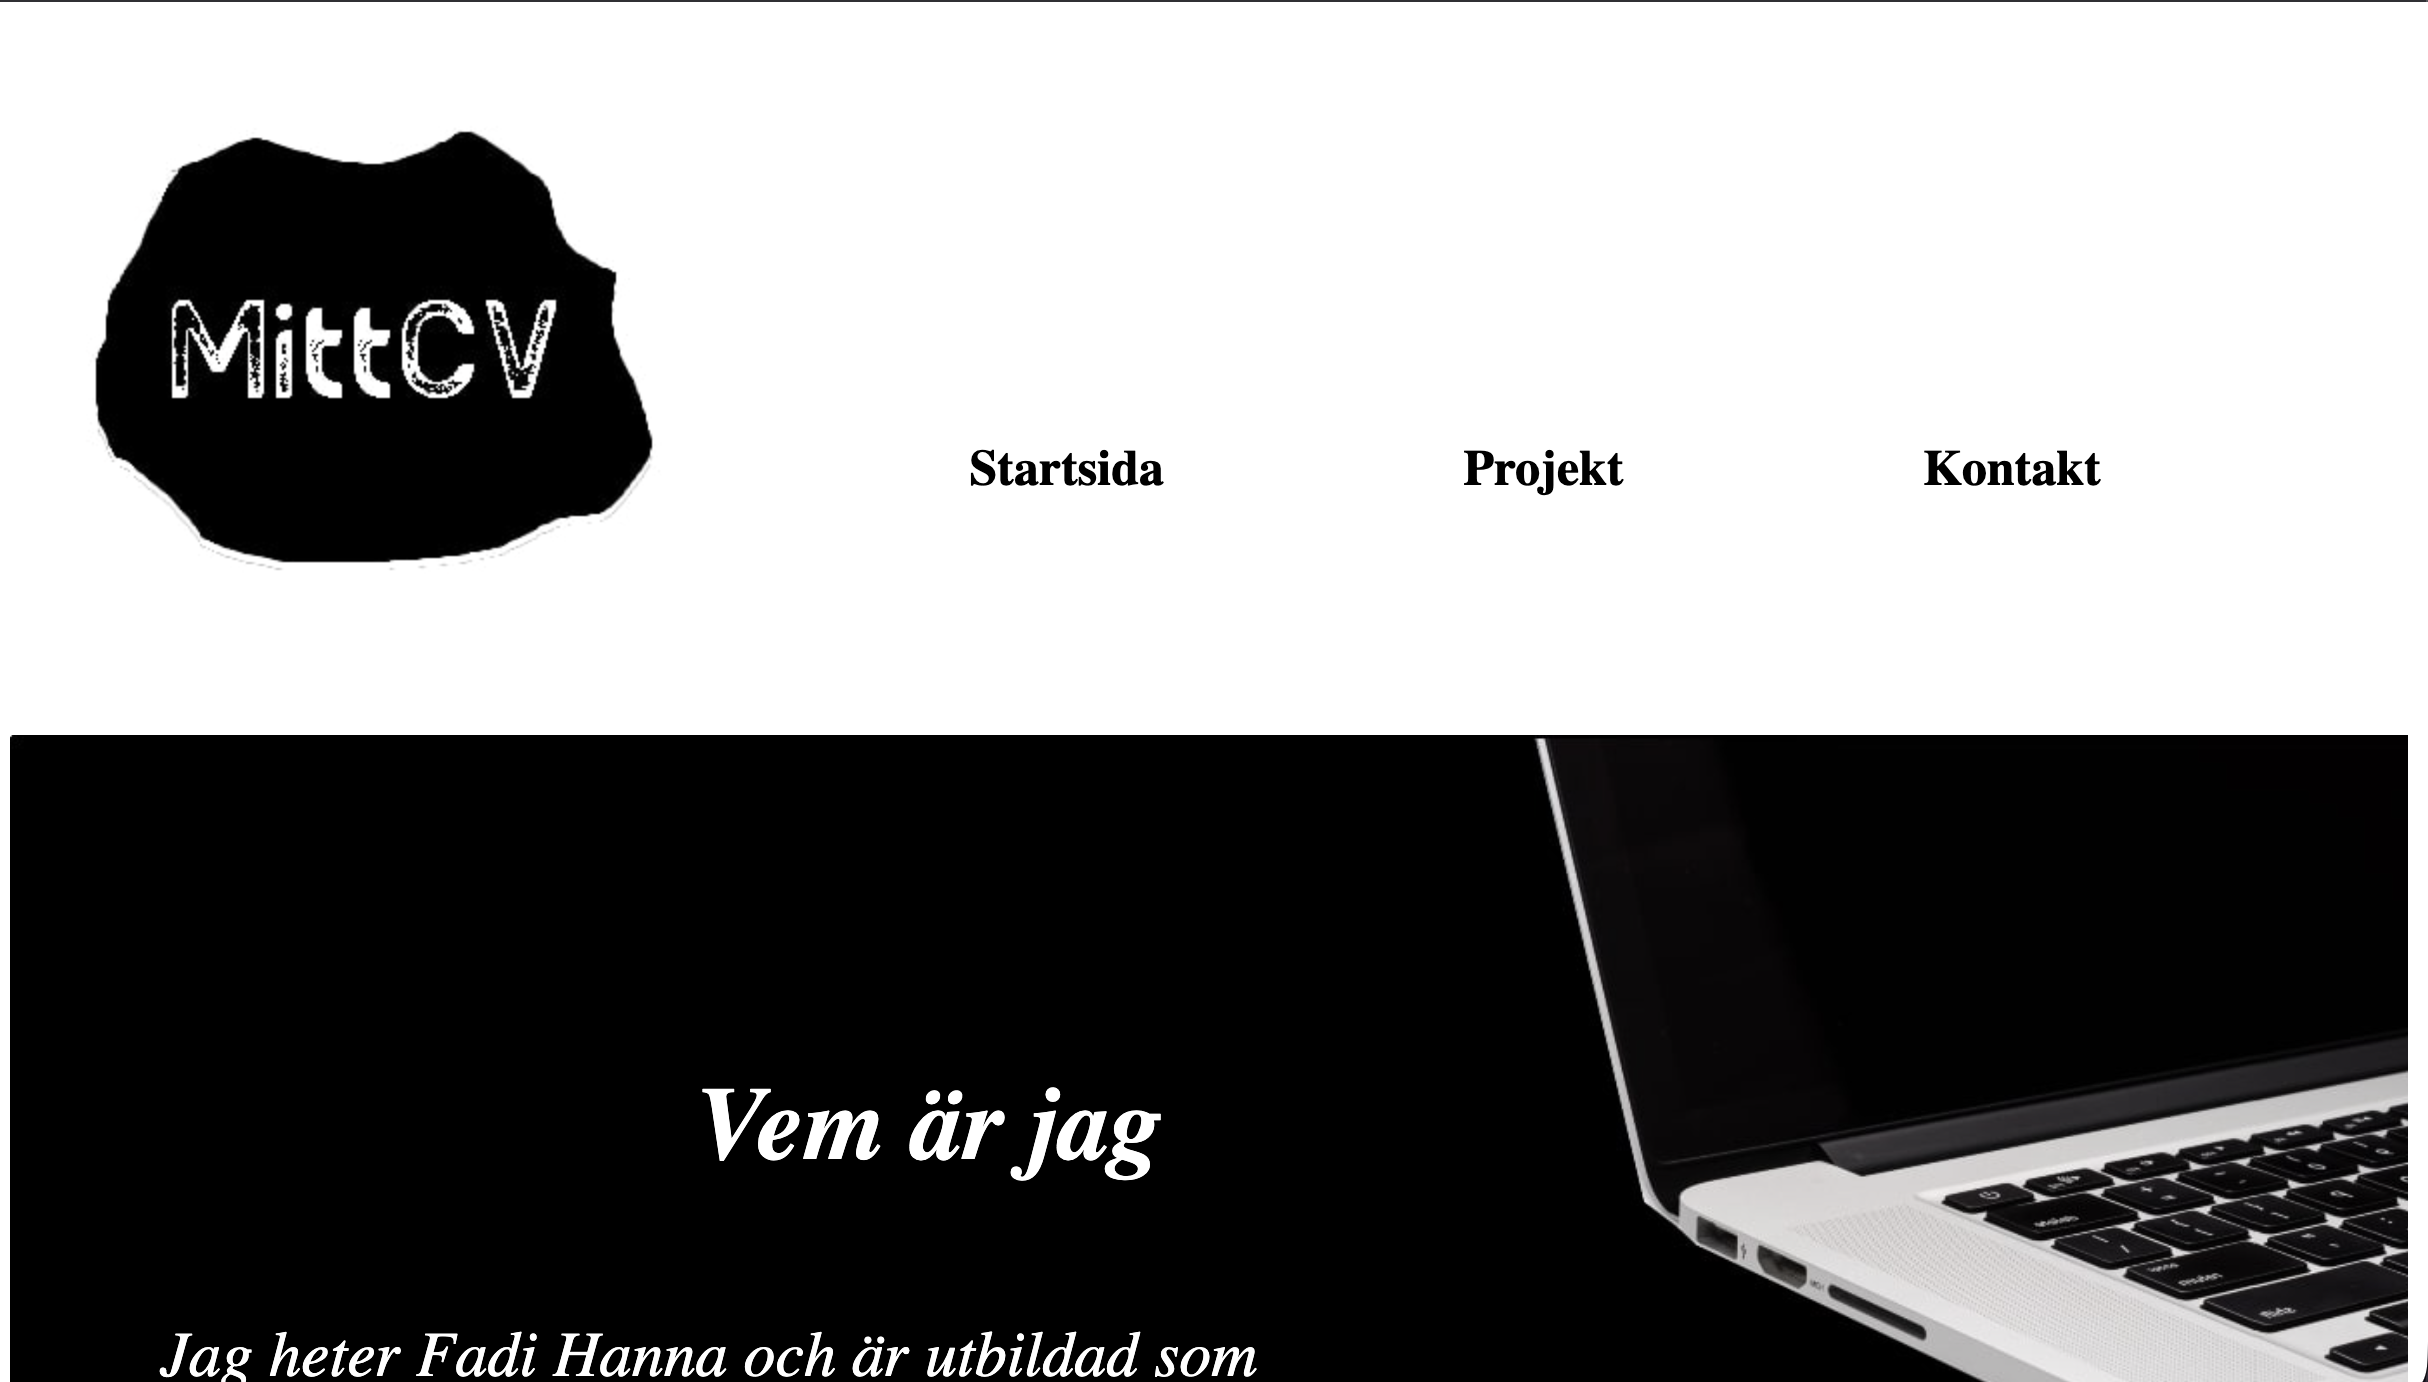 MittCV
Startsida
Projekt
Kontakt
Vem är jag
Jag heter Fadi Hanna och är utbildad som